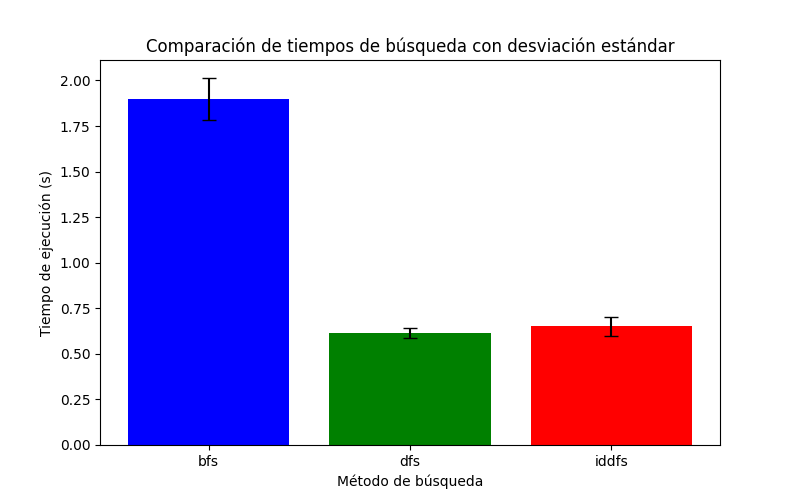 Comparación de tiempos de búsqueda con desviación estándar
Tiempo de ejecución (s)
2.00
1.75
1.50
1.25
1.00
0.75
0.50
0.25
0.00
bfs
dfs
iddfs
Método de búsqueda